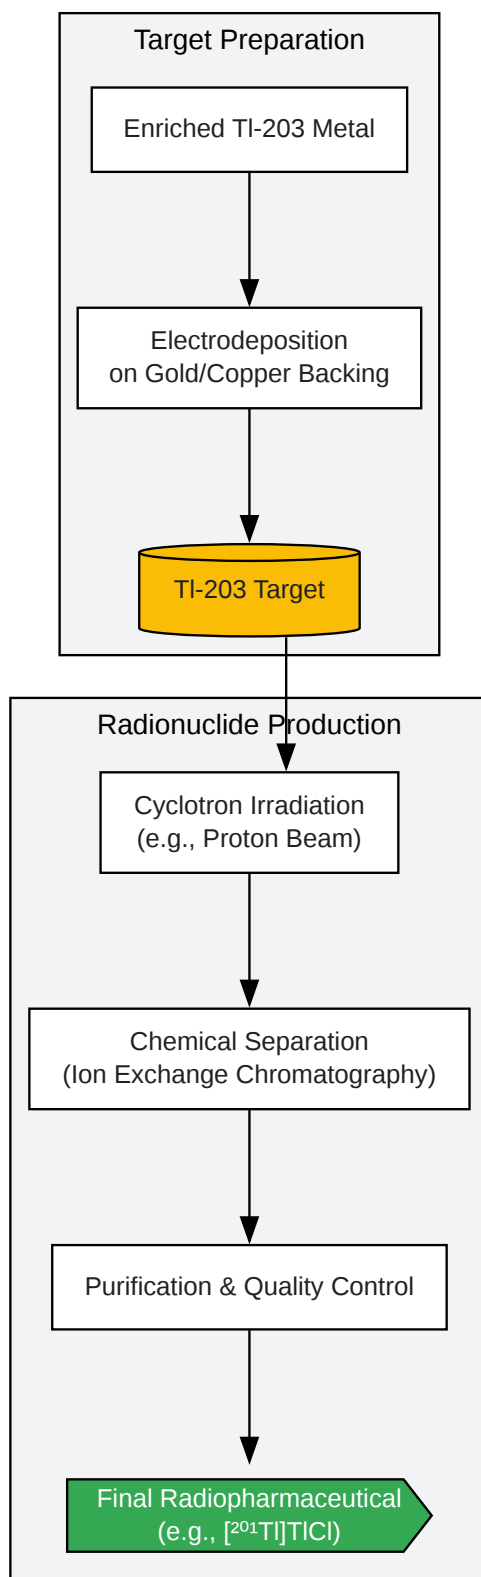 Target Preparation
Enriched Tl-203 Metal
Electrodeposition
on Gold/Copper Backing
Tl-203 Target
Radionuclide Production
Cyclotron Irradiation
(e.g., Proton Beam)
Chemical Separation
(Ion Exchange Chromatography)
Purification & Quality Control
Final Radiopharmaceutical
(e.g., [²⁰¹Tl]TlCl)